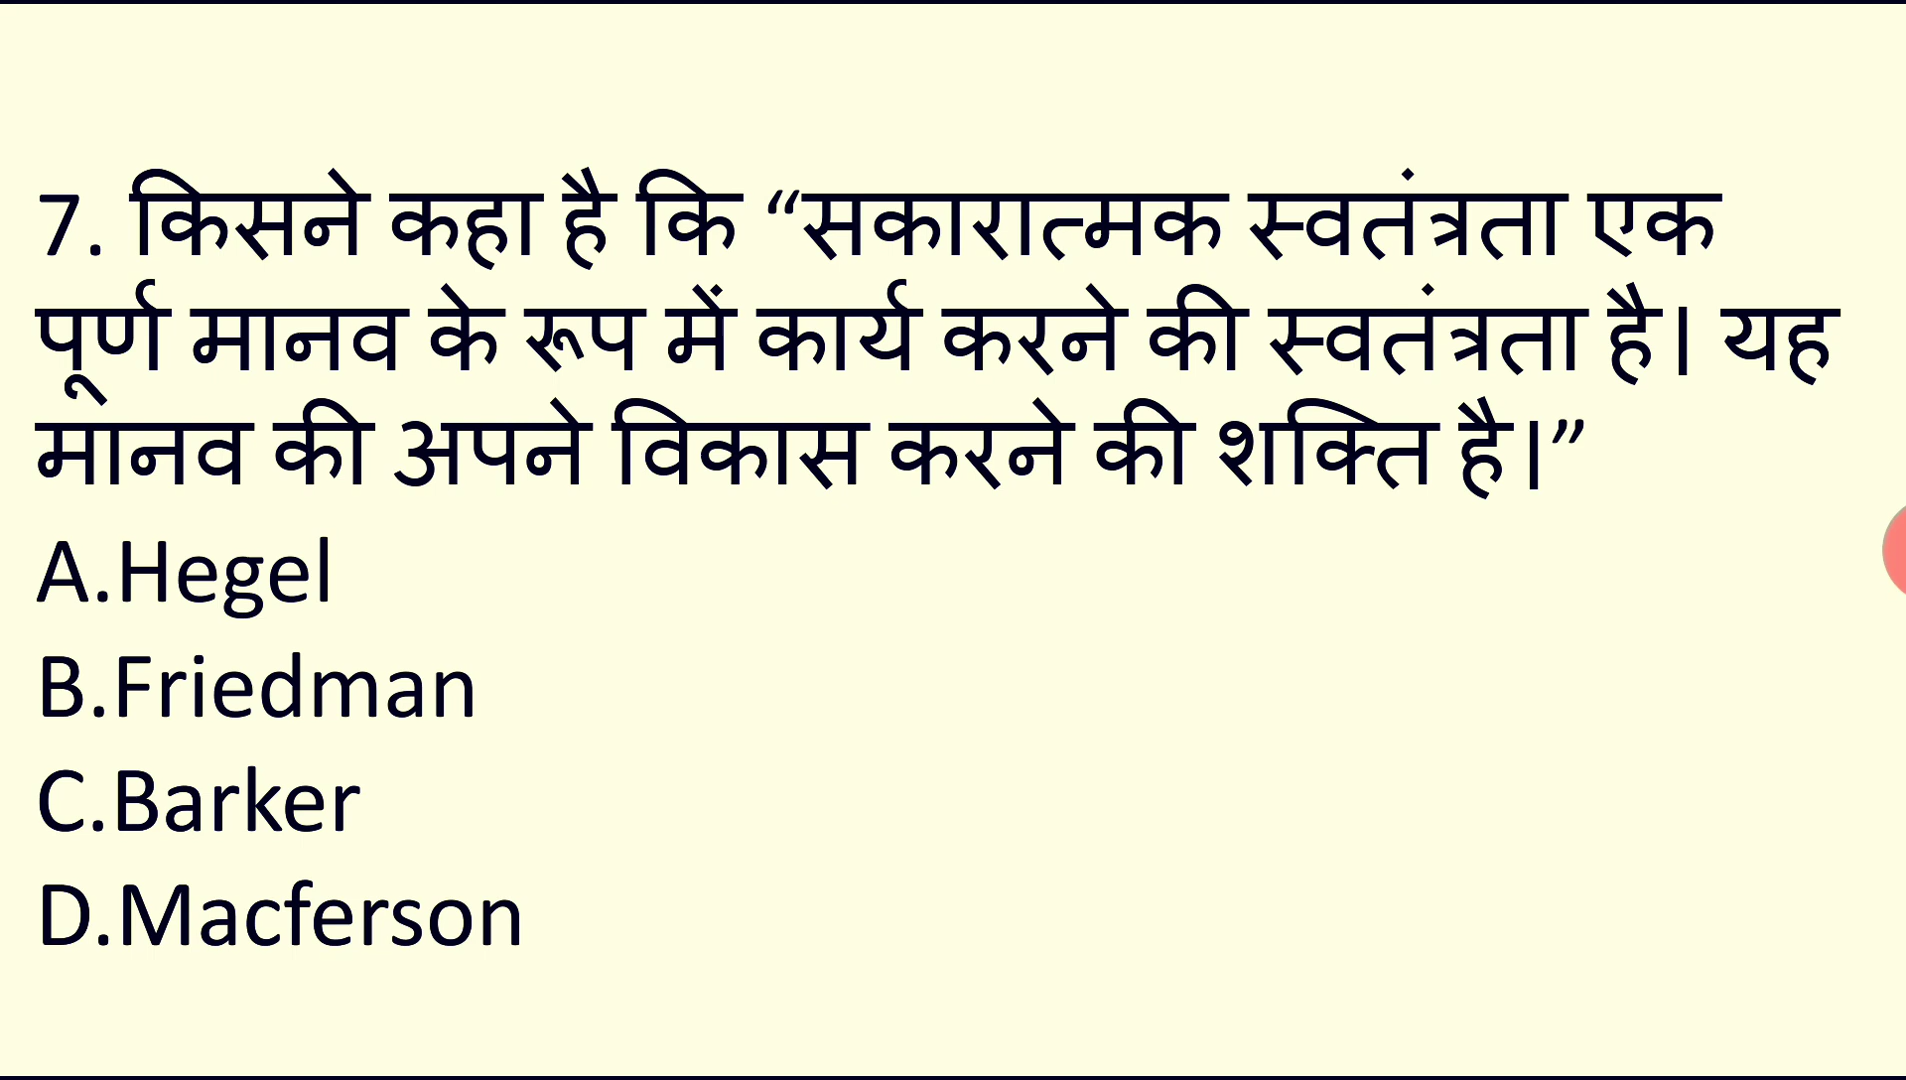 7. किसने कहा है कि “सकारात्मक स्वतंत्रता एक
पूर्ण मानव के रूप में कार्य करने की स्वतंत्रता है। यह
मानव की अपने विकास करने की शक्ति है।”
A.Hegel
B.Friedman
C.Barker
D.Macferson